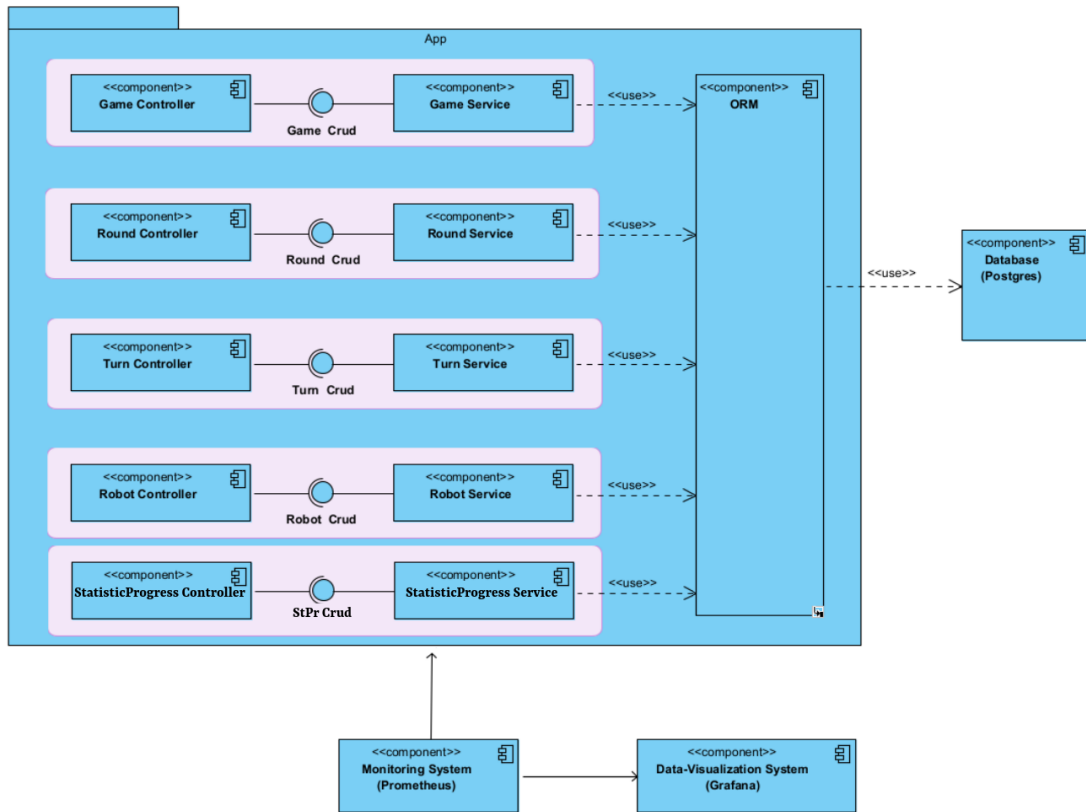 App
<<component>>
Game Controller
Game Crud
<<component>>
Game Service
<<use>>
<<component>>
ORM
<<component>>
Round Controller
Round Crud
<<component>>
Round Service
<<use>>
<<component>>
Turn Controller
Turn Crud
<<component>>
Turn Service
<<use>>
<<component>>
Robot Controller
Robot Crud
<<component>>
Robot Service
<<use>>
<<component>>
StatisticProgress Controller
StPr Crud
<<component>>
StatisticProgress Service
<<use>>
<<use>>
<<component>>
Database
(Postgres)
<<component>>
Monitoring System
(Prometheus)
<<component>>
Data-Visualization System
(Grafana)